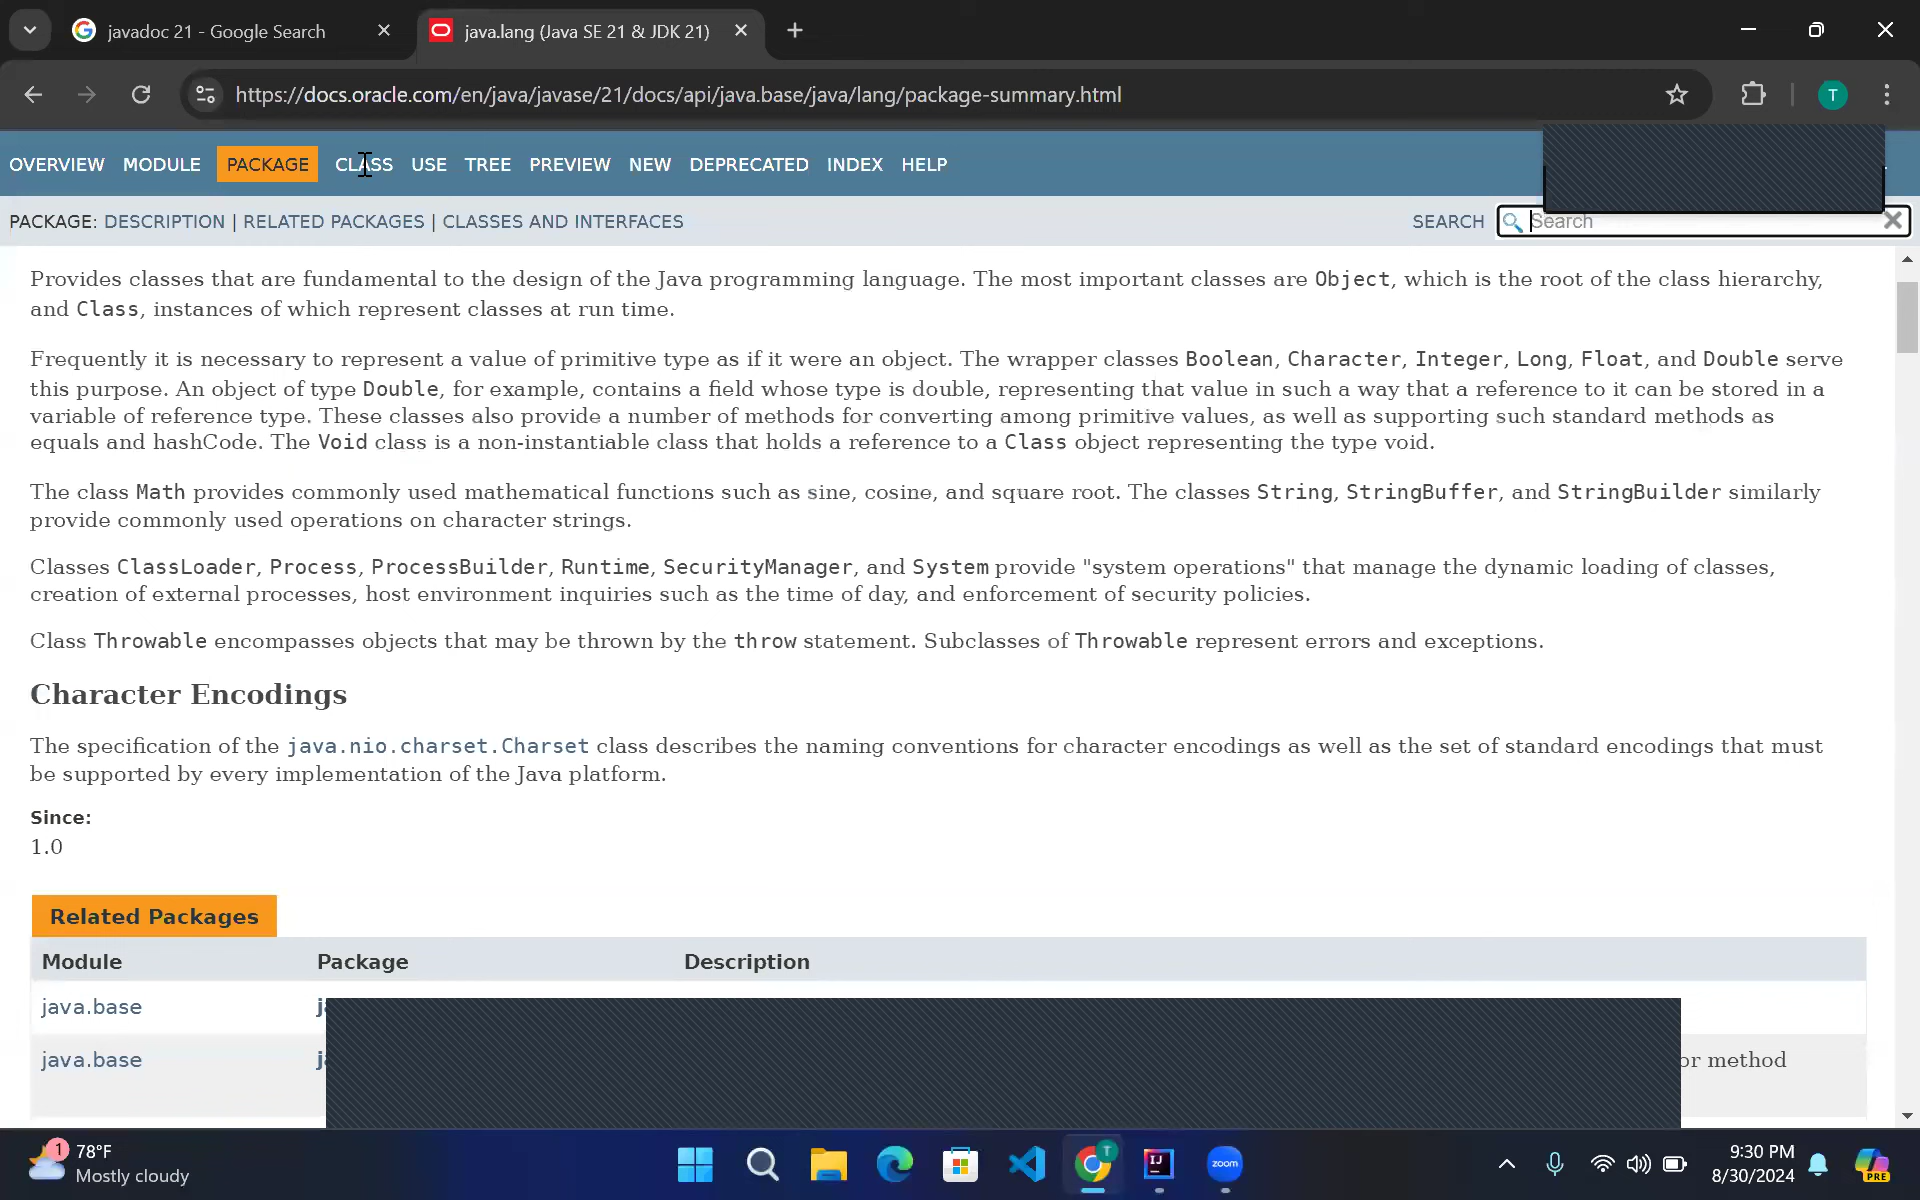 javadoc 21 - Google Search
java.lang (Java SE 21 & JDK 21)
https://docs.oracle.com/en/java/javase/21/docs/api/java.base/java/lang/package-summary.html
T
OVERVIEW MODULE PACKAGE CLASS USE TREE PREVIEW NEW DEPRECATED INDEX HELP
PACKAGE: DESCRIPTION | RELATED PACKAGES | CLASSES AND INTERFACES
SEARCH Search
Provides classes that are fundamental to the design of the Java programming language. The most important classes are Object, which is the root of the class hierarchy,
and Class, instances of which represent classes at run time.
Frequently it is necessary to represent a value of primitive type as if it were an object. The wrapper classes Boolean, Character, Integer, Long, Float, and Double serve
this purpose. An object of type Double, for example, contains a field whose type is double, representing that value in such a way that a reference to it can be stored in a
variable of reference type. These classes also provide a number of methods for converting among primitive values, as well as supporting such standard methods as
equals and hashCode. The Void class is a non-instantiable class that holds a reference to a Class object representing the type void.
The class Math provides commonly used mathematical functions such as sine, cosine, and square root. The classes String, StringBuffer, and StringBuilder similarly
provide commonly used operations on character strings.
Classes ClassLoader, Process, ProcessBuilder, Runtime, SecurityManager, and System provide "system operations" that manage the dynamic loading of classes,
creation of external processes, host environment inquiries such as the time of day, and enforcement of security policies.
Class Throwable encompasses objects that may be thrown by the throw statement. Subclasses of Throwable represent errors and exceptions.
Character Encodings
The specification of the java.nio.charset.Charset class describes the naming conventions for character encodings as well as the set of standard encodings that must
be supported by every implementation of the Java platform.
Since:
1.0
Related Packages
Module Package Description
java.base
java.base or method
1
78°F
Mostly cloudy
T
IJ
zoom
9:30 PM
8/30/2024
PRE